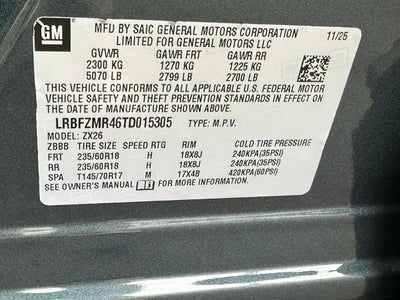 GM
MFD BY SAIC GENERAL MOTORS CORPORATION 11/25
LIMITED FOR GENERAL MOTORS LLC
GVWR GAWR FRT GAWR RR
2300 KG 1270 KG 1225 KG
5070 LB 2799 LB 2700 LB
THIS VEHICLE CONFORMS TO ALL APPLICABLE U.S. FEDERAL MOTOR
VEHICLE SAFETY AND THEFT PREVENTION STANDARDS IN EFFECT
ON THE DATE OF MANUFACTURE SHOWN ABOVE.
LRBFZMR46TD015305 TYPE: M.P.V.
MODEL: ZX26
ZBBB TIRE SIZE SPEED RTG RIM COLD TIRE PRESSURE
FRT 235/60R18 H 18X8J 240KPA(35PSI)
RR 235/60R18 H 18X8J 240KPA(35PSI)
SPA T145/70R17 M 17X4B 420KPA(60PSI)
SEE OWNER'S MANUAL FOR MORE INFORMATION